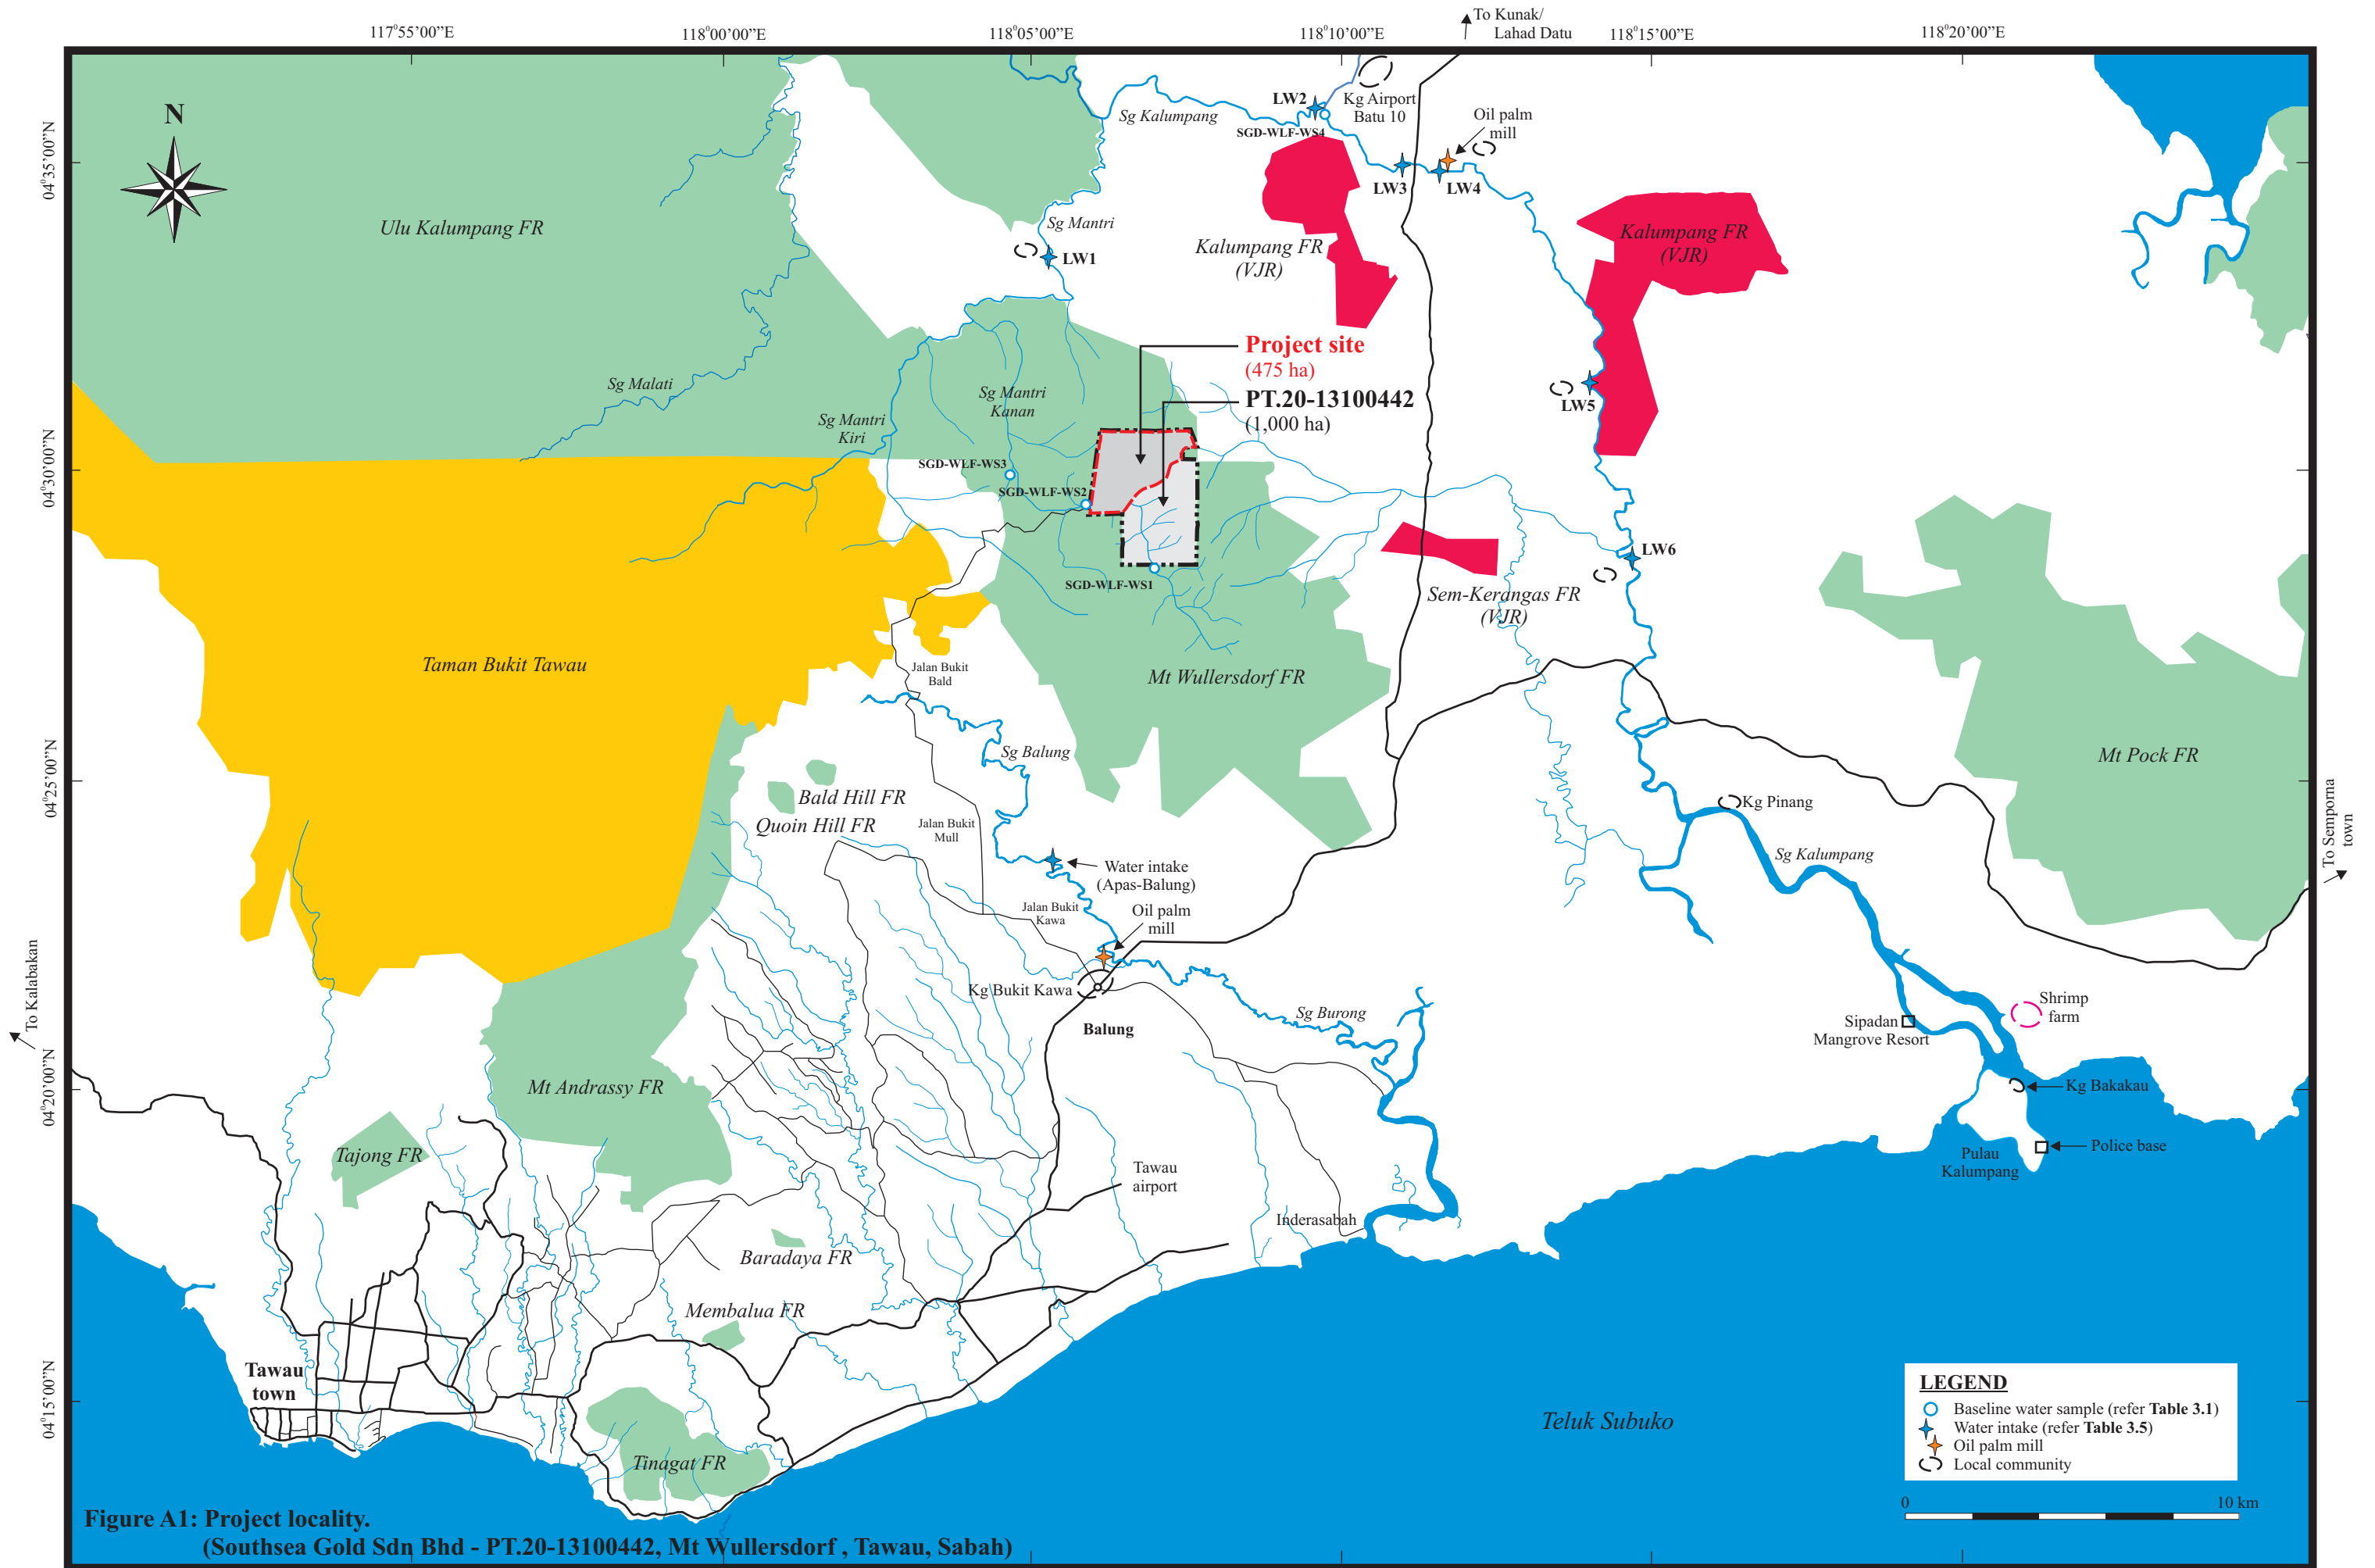 117°55'00"E
118°00'00"E
118°05'00"E
118°10'00"E
To Kunak/
Lahad Datu
118°15'00"E
118°20'00"E
04°35'00"N
04°30'00"N
04°25'00"N
04°20'00"N
04°15'00"N
To Kalabakan
To Semporna
town
N
Ulu Kalumpang FR
Sg Kalumpang
LW2
SGD-WLF-WS4
Kg Airport
Batu 10
Oil palm
mill
LW3
LW4
Sg Mantri
LW1
Kalumpang FR
(VJR)
Kalumpang FR
(VJR)
Project site
(475 ha)
PT.20-13100442
(1,000 ha)
Sg Malati
Sg Mantri
Kanan
Sg Mantri
Kiri
LW5
SGD-WLF-WS3
SGD-WLF-WS2
SGD-WLF-WS1
LW6
Sem-Kerangas FR
(VJR)
Taman Bukit Tawau
Jalan Bukit
Bald
Mt Wullersdorf FR
Sg Balung
Mt Pock FR
Bald Hill FR
Quoin Hill FR
Jalan Bukit
Mull
Kg Pinang
Sg Kalumpang
Water intake
(Apas-Balung)
Jalan Bukit
Kawa
Oil palm
mill
Kg Bukit Kawa
Balung
Sg Burong
Shrimp
farm
Sipadan
Mangrove Resort
Mt Andrassy FR
Kg Bakakau
Tajong FR
Police base
Pulau
Kalumpang
Tawau
airport
Inderasabah
Baradaya FR
Membalua FR
Tawau
town
Tinagat FR
Teluk Subuko
LEGEND
Baseline water sample (refer Table 3.1)
Water intake (refer Table 3.5)
Oil palm mill
Local community
0 10 km
Figure A1: Project locality.
(Southsea Gold Sdn Bhd - PT.20-13100442, Mt Wullersdorf , Tawau, Sabah)